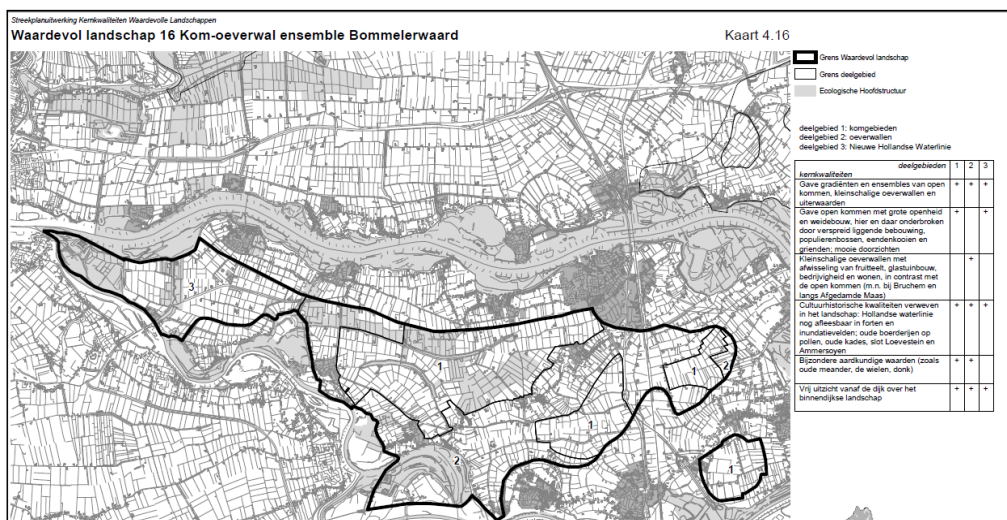 Streekplanuitwerking Kernkwaliteiten Waardevolle Landschappen
Waardevol landschap 16 Kom-oeverwal ensemble Bommelerwaard
Kaart 4.16
Grens Waardevol landschap
Grens deelgebied
Ecologische Hoofdstructuur
deelgebied 1: komgebieden
deelgebied 2: oeverwallen
deelgebied 3: Nieuwe Hollandse Waterlinie
deelgebieden 1 2 3
kernkwaliteiten
Gave gradiënten en ensembles van open + + +
kommen, kleinschalige oeverwallen en
uiterwaarden
Gave open kommen met grote openheid + +
en weidebouw, hier en daar onderbroken
door verspreid liggende bebouwing,
populierenbossen, eendenkooien en
grienden; mooie doorzichten
Kleinschalige oeverwallen met +
afwisseling van fruitteelt, glastuinbouw,
bedrijvigheid en wonen, in contrast met
de open kommen (m.n. bij Bruchem en
langs Afgedamde Maas)
Cultuurhistorische kwaliteiten verweven + + +
in het landschap: Hollandse waterlinie
nog afleesbaar in forten en
inundatievelden; oude boerderijen op
pollen, oude kades, slot Loevestein en
Ammersoyen
Bijzondere aardkundige waarden (zoals + +
oude meander, de wielen, donk)
Vrij uitzicht vanaf de dijk over het + + +
binnendijkse landschap
3
1
1
2
1
2
1